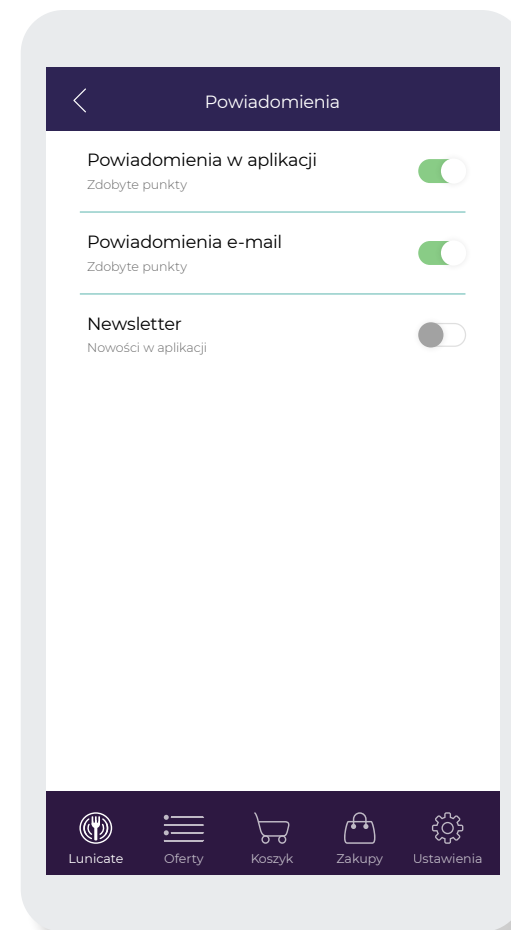 Powiadomienia
Powiadomienia w aplikacji
Zdobyte punkty
Powiadomienia e-mail
Zdobyte punkty
Newsletter
Nowości w aplikacji
Lunicate Oferty Koszyk Zakupy Ustawienia